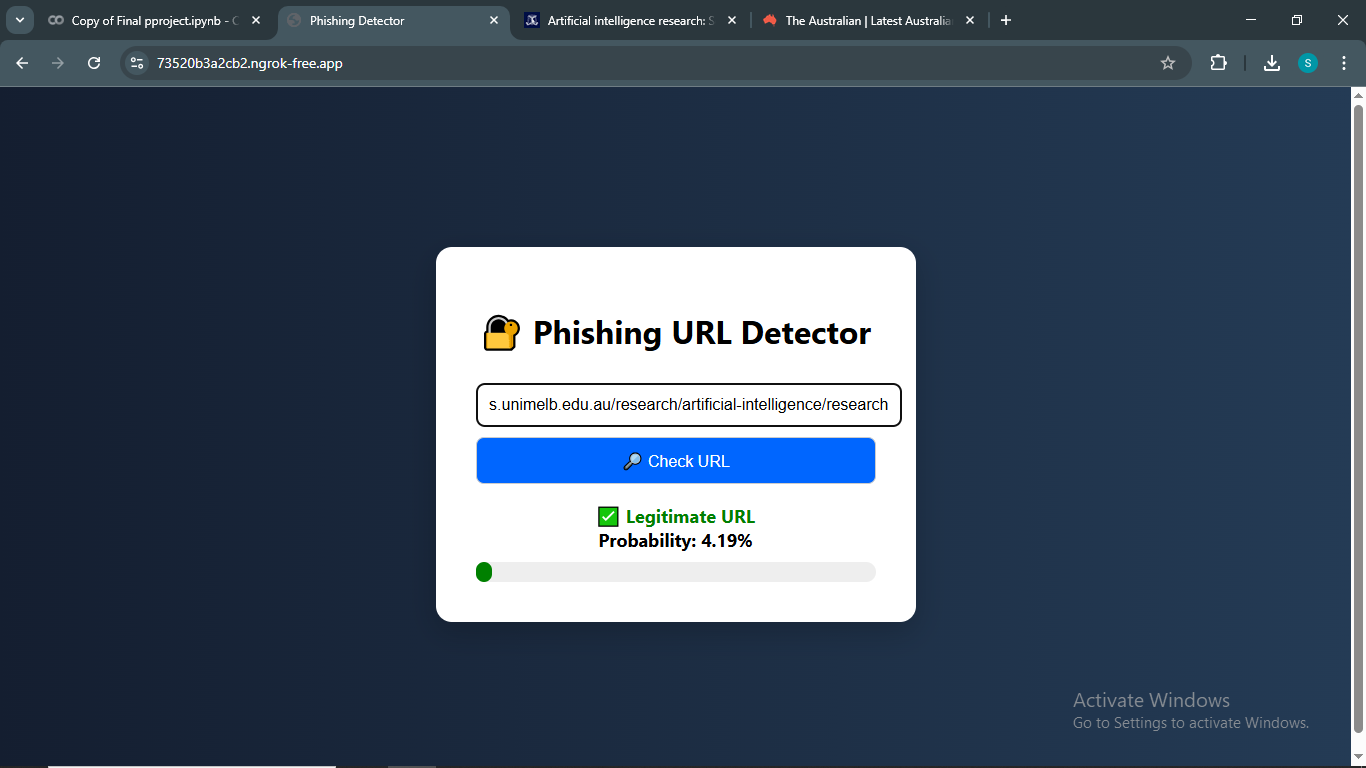 Copy of Final pproject.ipynb - C
Phishing Detector
Artificial intelligence research: S
The Australian | Latest Australia
73520b3a2cb2.ngrok-free.app
S
Phishing URL Detector
s.unimelb.edu.au/research/artificial-intelligence/research
Check URL
Legitimate URL
Probability: 4.19%
Activate Windows
Go to Settings to activate Windows.